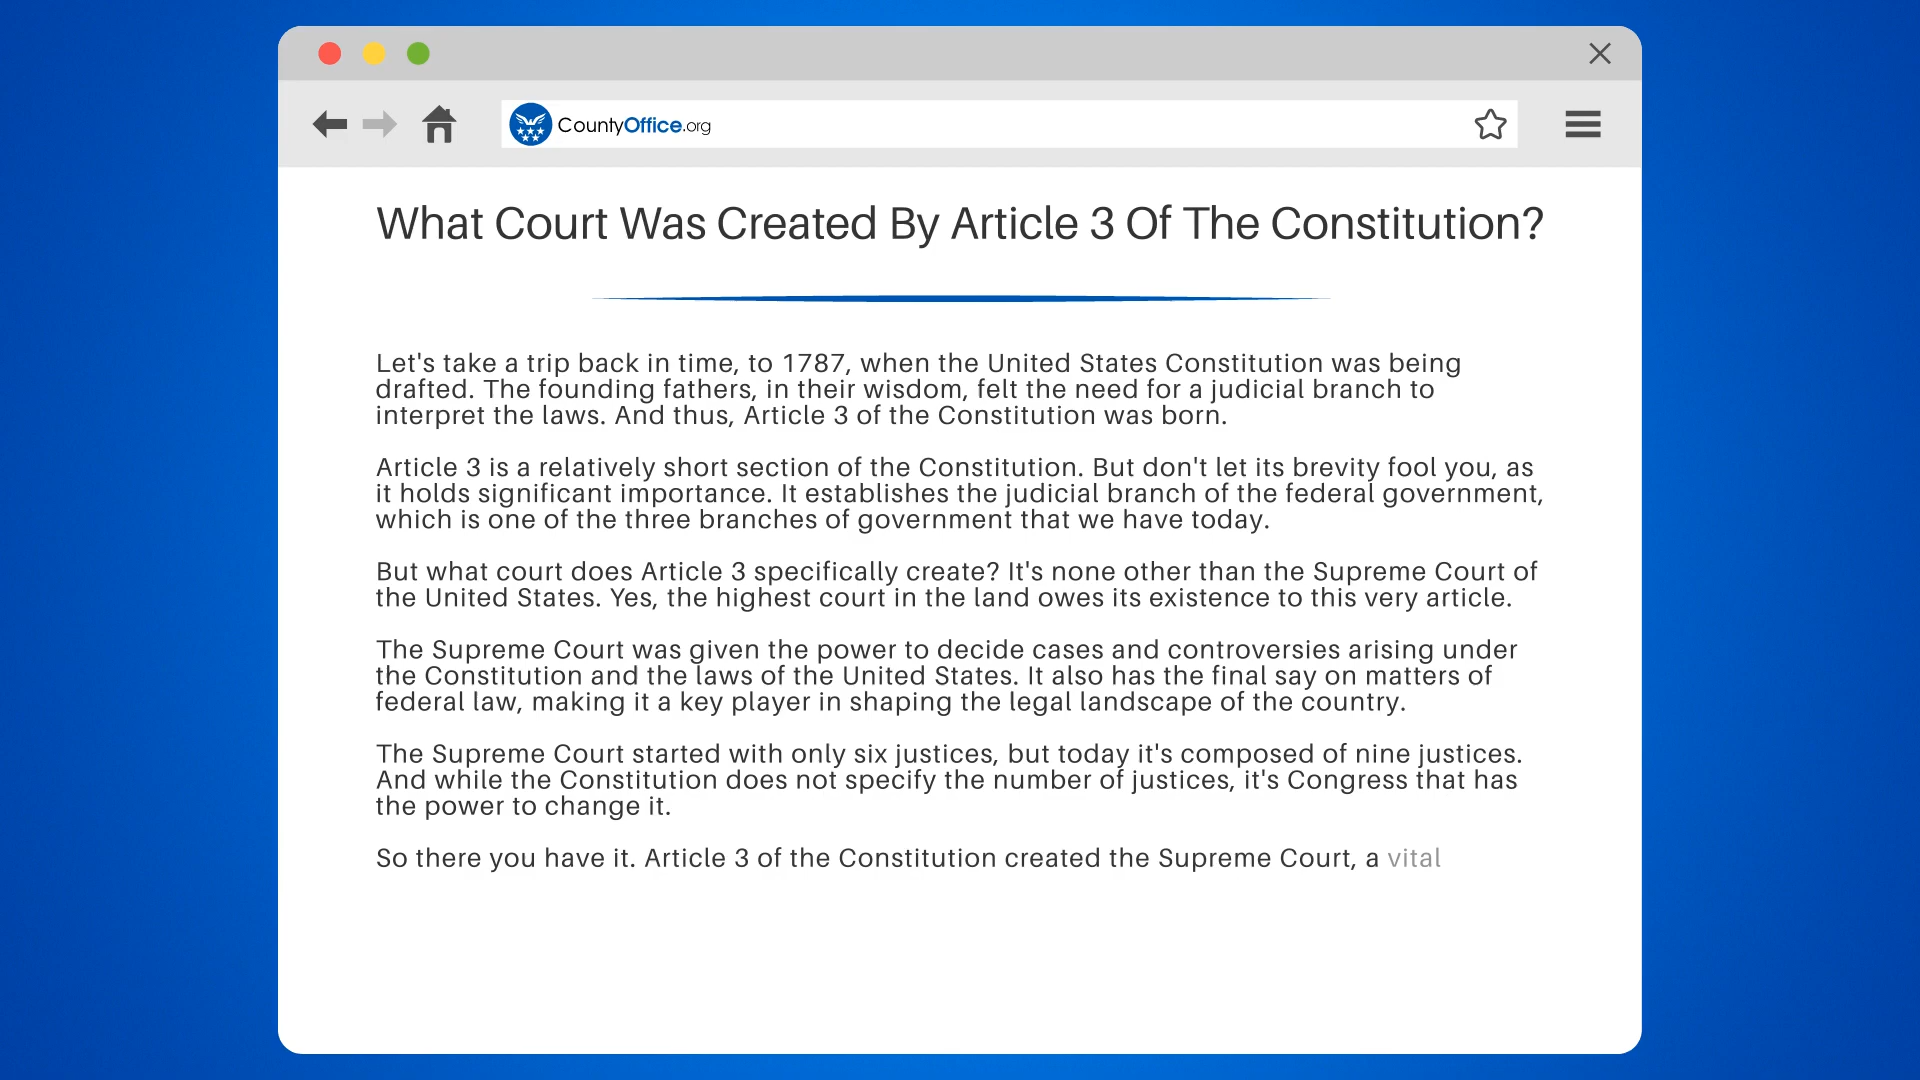 CountyOffice.org
What Court Was Created By Article 3 Of The Constitution?
Let's take a trip back in time, to 1787, when the United States Constitution was being
drafted. The founding fathers, in their wisdom, felt the need for a judicial branch to
interpret the laws. And thus, Article 3 of the Constitution was born.
Article 3 is a relatively short section of the Constitution. But don't let its brevity fool you, as
it holds significant importance. It establishes the judicial branch of the federal government,
which is one of the three branches of government that we have today.
But what court does Article 3 specifically create? It's none other than the Supreme Court of
the United States. Yes, the highest court in the land owes its existence to this very article.
The Supreme Court was given the power to decide cases and controversies arising under
the Constitution and the laws of the United States. It also has the final say on matters of
federal law, making it a key player in shaping the legal landscape of the country.
The Supreme Court started with only six justices, but today it's composed of nine justices.
And while the Constitution does not specify the number of justices, it's Congress that has
the power to change it.
So there you have it. Article 3 of the Constitution created the Supreme Court, a vital